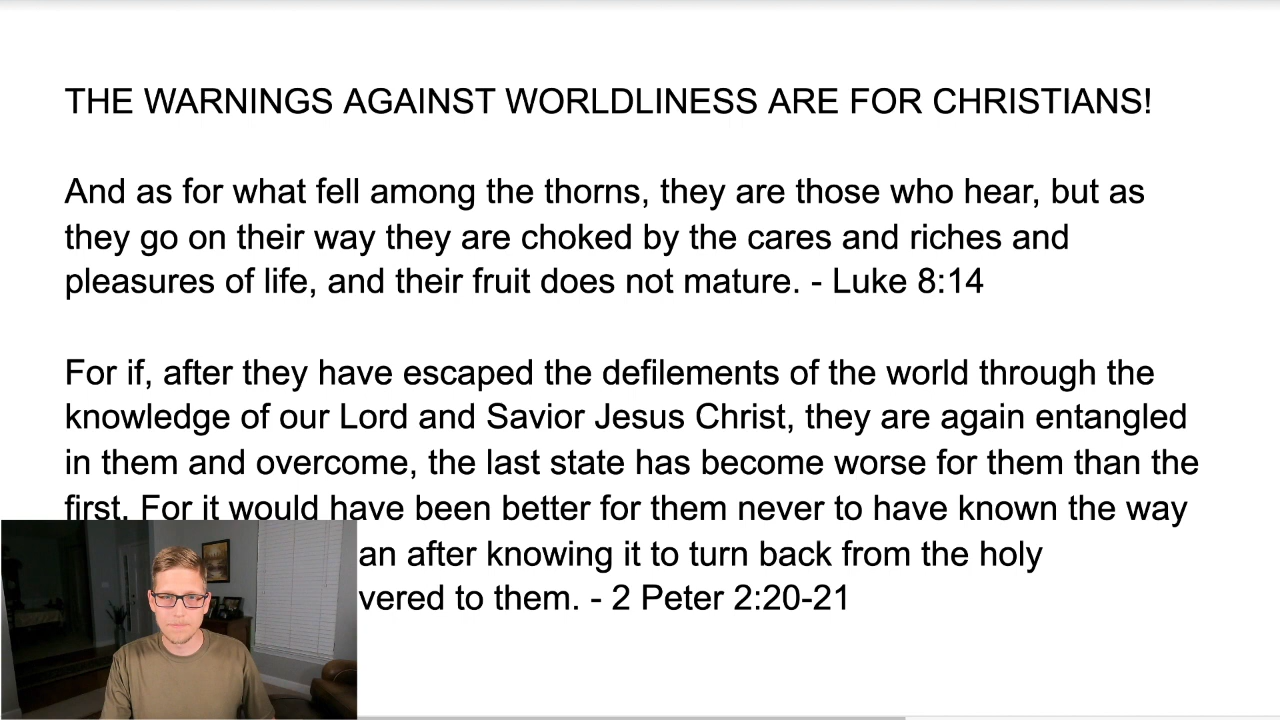 THE WARNINGS AGAINST WORLDLINESS ARE FOR CHRISTIANS!
And as for what fell among the thorns, they are those who hear, but as
they go on their way they are choked by the cares and riches and
pleasures of life, and their fruit does not mature. - Luke 8:14
For if, after they have escaped the defilements of the world through the
knowledge of our Lord and Savior Jesus Christ, they are again entangled
in them and overcome, the last state has become worse for them than the
first. For it would have been better for them never to have known the way
an after knowing it to turn back from the holy
vered to them. - 2 Peter 2:20-21